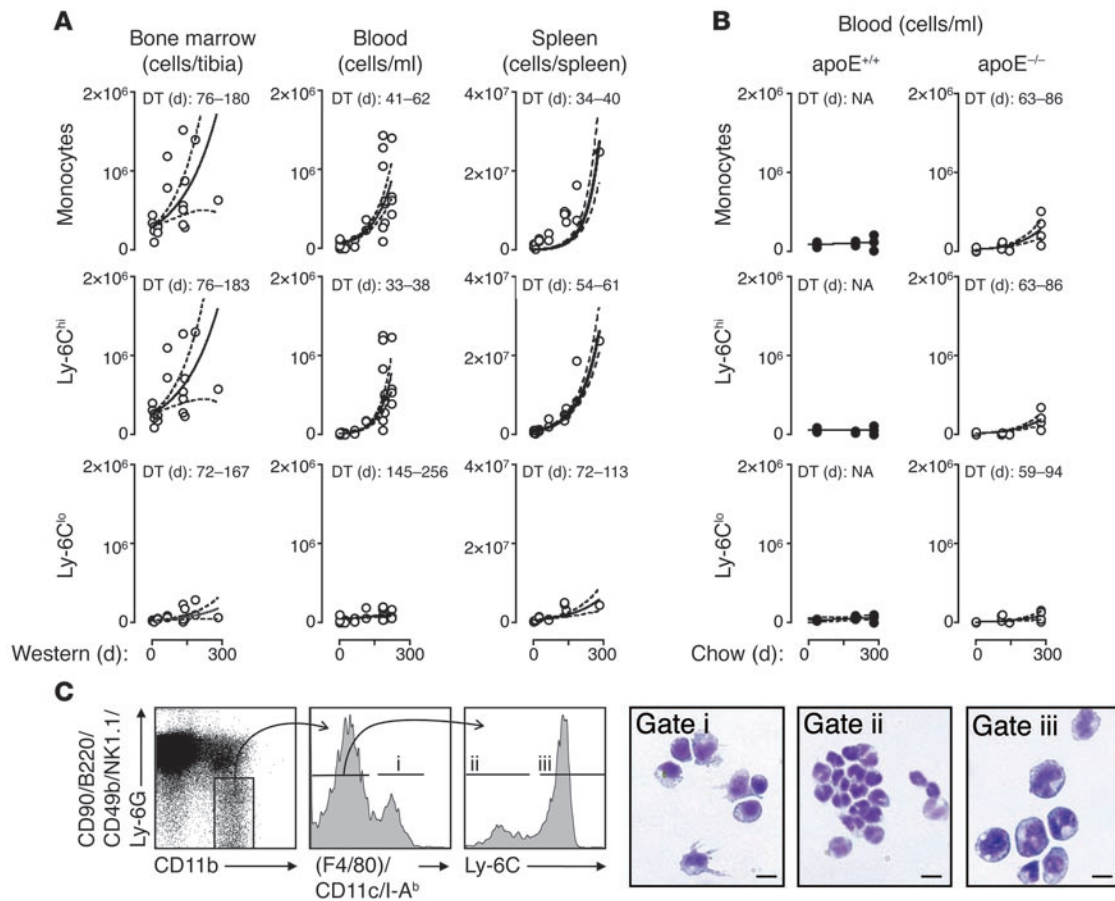 A
Bone marrow
(cells/tibia)
Blood
(cells/ml)
Spleen
(cells/spleen)
Monocytes
2×10⁶
10⁶
0
DT (d): 76–180
2×10⁶
10⁶
0
DT (d): 41–62
4×10⁷
2×10⁷
0
DT (d): 34–40
Ly-6Cʰⁱ
2×10⁶
10⁶
0
DT (d): 76–183
2×10⁶
10⁶
0
DT (d): 33–38
4×10⁷
2×10⁷
0
DT (d): 54–61
Ly-6Cˡᵒ
2×10⁶
10⁶
0
DT (d): 72–167
2×10⁶
10⁶
0
DT (d): 145–256
4×10⁷
2×10⁷
0
DT (d): 72–113
Western (d): 0 300 0 300 0 300
B
Blood (cells/ml)
apoE⁺/⁺ apoE⁻/⁻
Monocytes
2×10⁶
10⁶
0
DT (d): NA
2×10⁶
10⁶
0
DT (d): 63–86
Ly-6Cʰⁱ
2×10⁶
10⁶
0
DT (d): NA
2×10⁶
10⁶
0
DT (d): 63–86
Ly-6Cˡᵒ
2×10⁶
10⁶
0
DT (d): NA
2×10⁶
10⁶
0
DT (d): 59–94
Chow (d): 0 300 0 300
C
CD90/B220/
CD49b/NK1.1/
Ly-6G
CD11b
i
(F4/80)/
CD11c/I-Aᵇ
ii iii
Ly-6C
Gate i
Gate ii
Gate iii